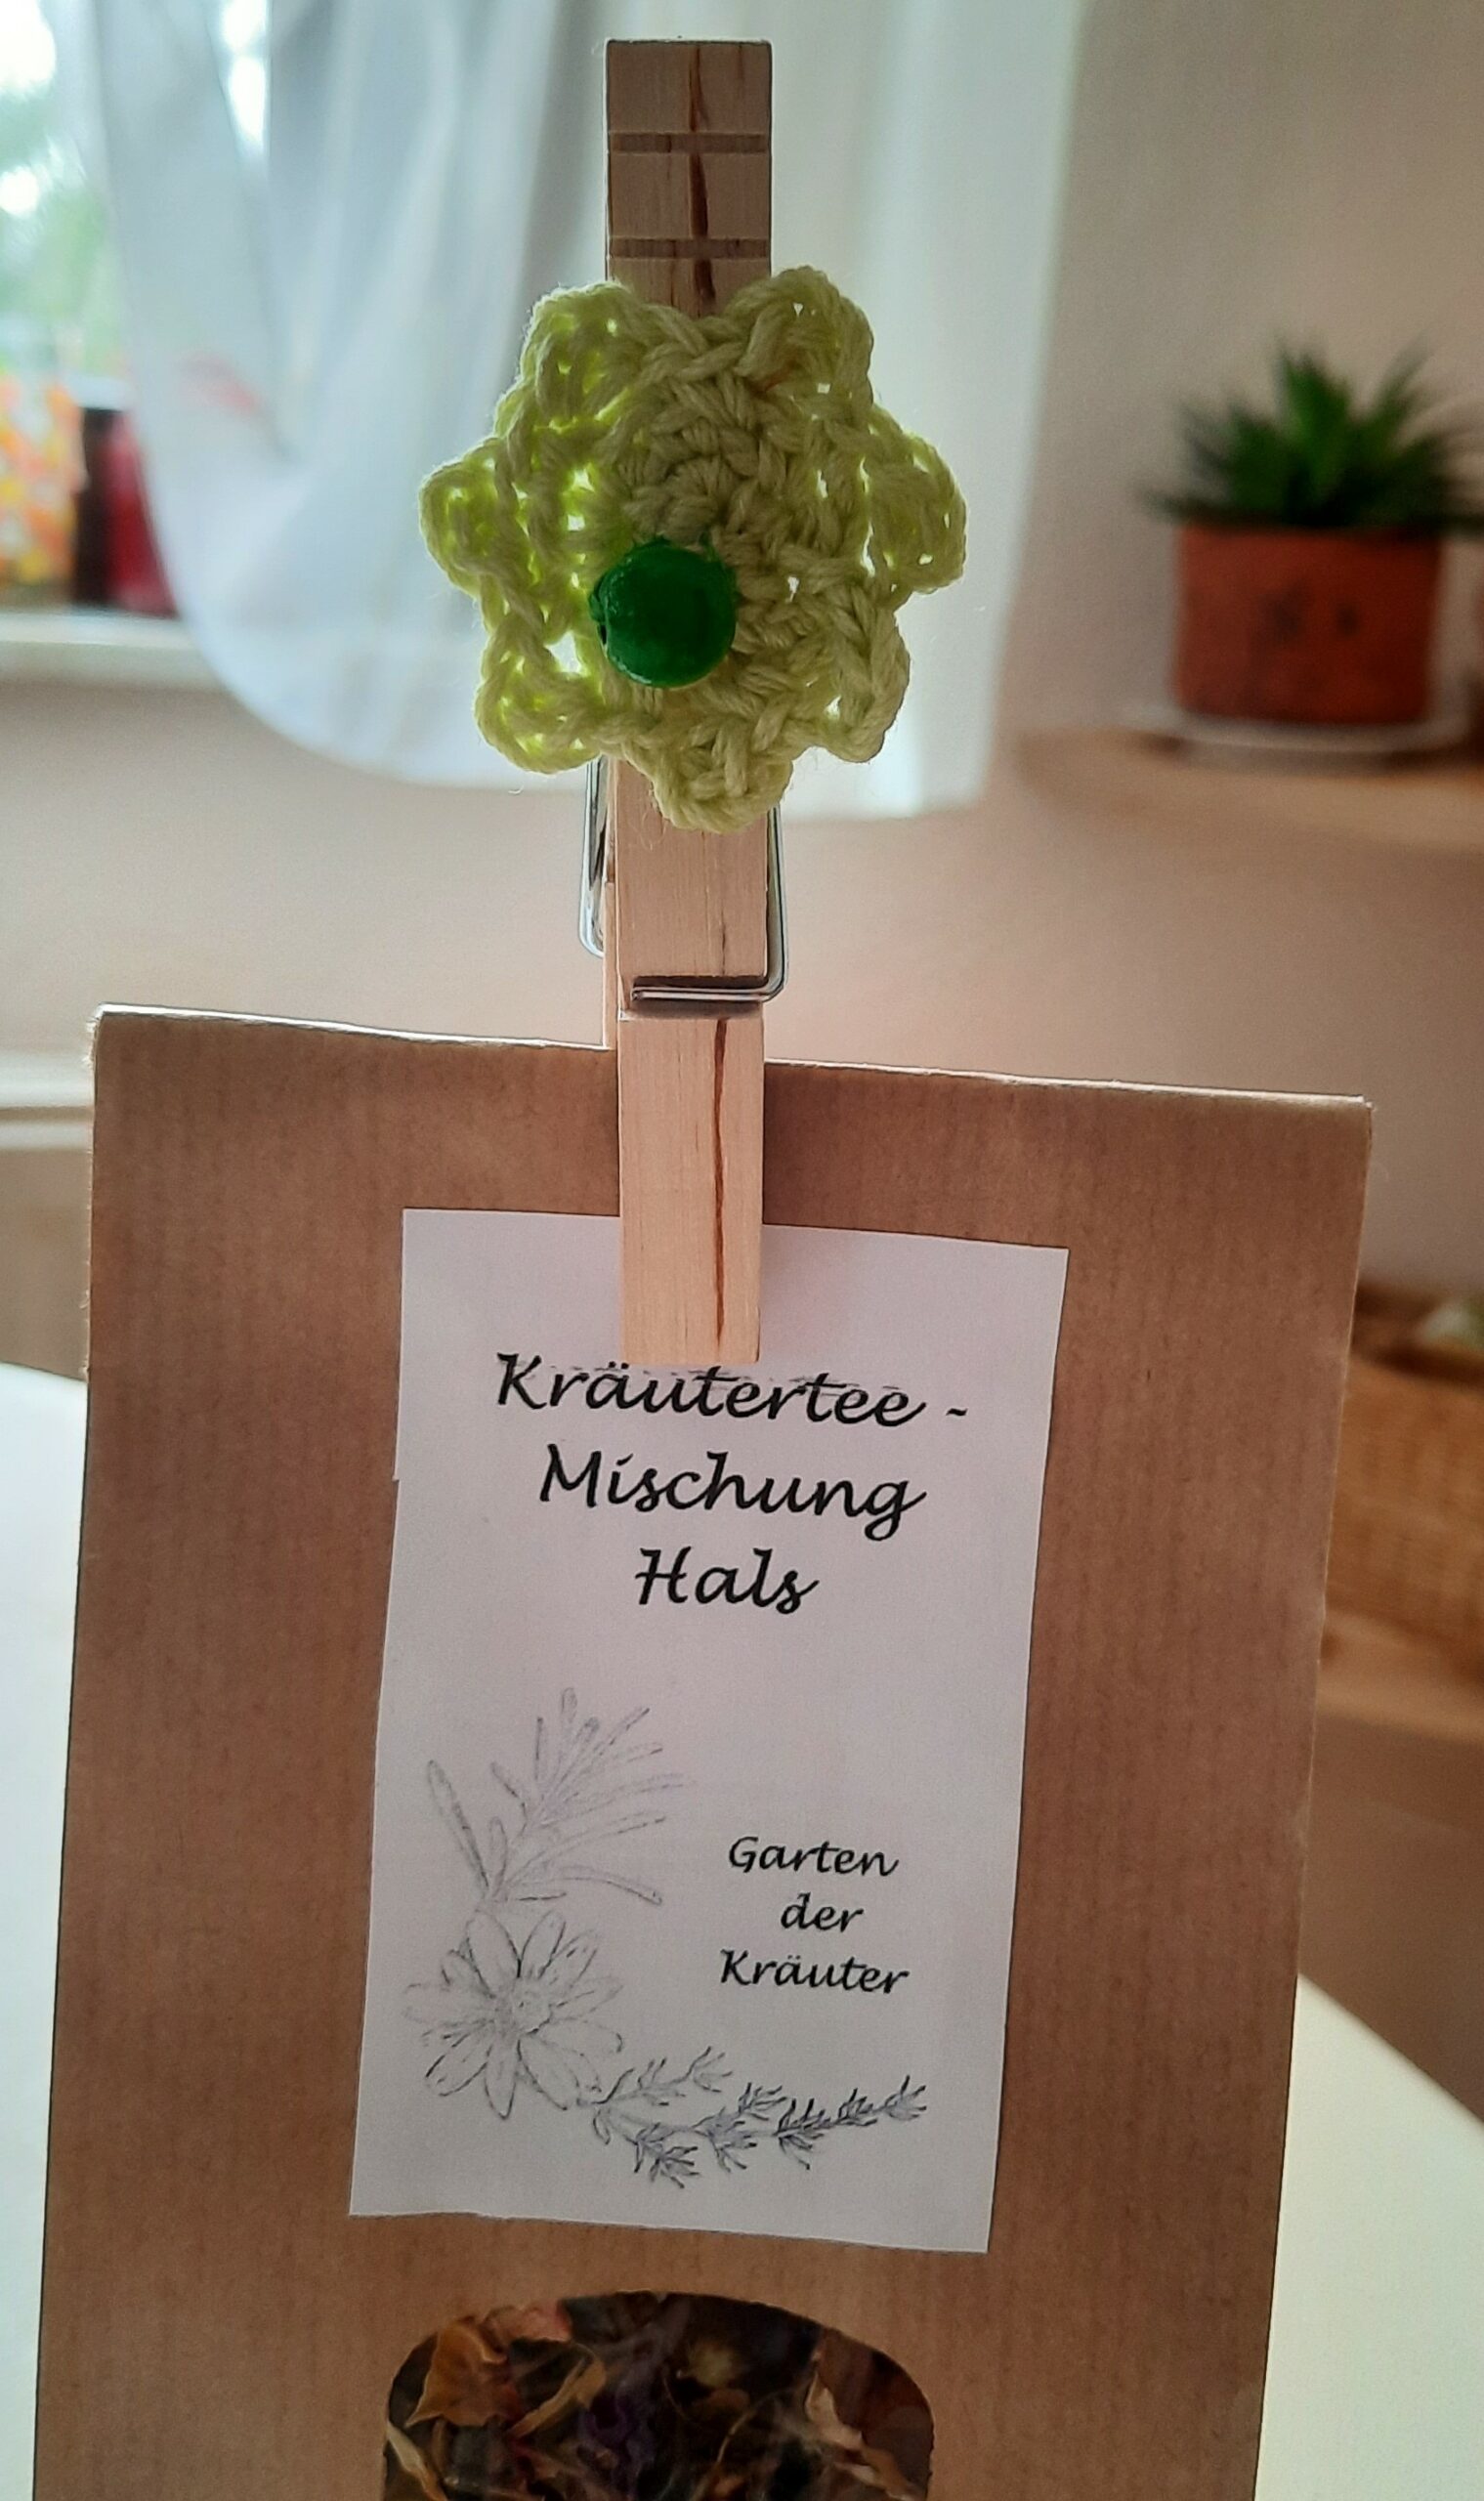 Kräutertee -
Mischung
Hals
Garten
der
Kräuter